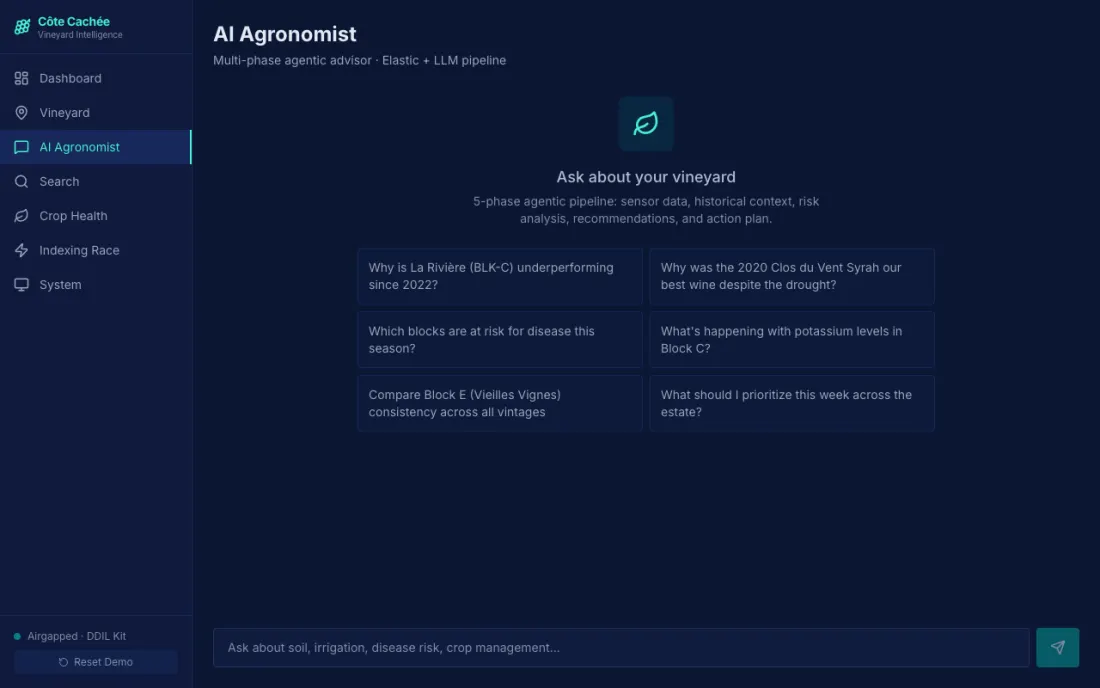 Côte Cachée
Vineyard Intelligence
Dashboard
Vineyard
AI Agronomist
Search
Crop Health
Indexing Race
System
Airgapped · DDIL Kit
Reset Demo
AI Agronomist
Multi-phase agentic advisor · Elastic + LLM pipeline
Ask about your vineyard
5-phase agentic pipeline: sensor data, historical context, risk
analysis, recommendations, and action plan.
Why is La Rivière (BLK-C) underperforming
since 2022?
Why was the 2020 Clos du Vent Syrah our
best wine despite the drought?
Which blocks are at risk for disease this
season?
What's happening with potassium levels in
Block C?
Compare Block E (Vieilles Vignes)
consistency across all vintages
What should I prioritize this week across the
estate?
Ask about soil, irrigation, disease risk, crop management...